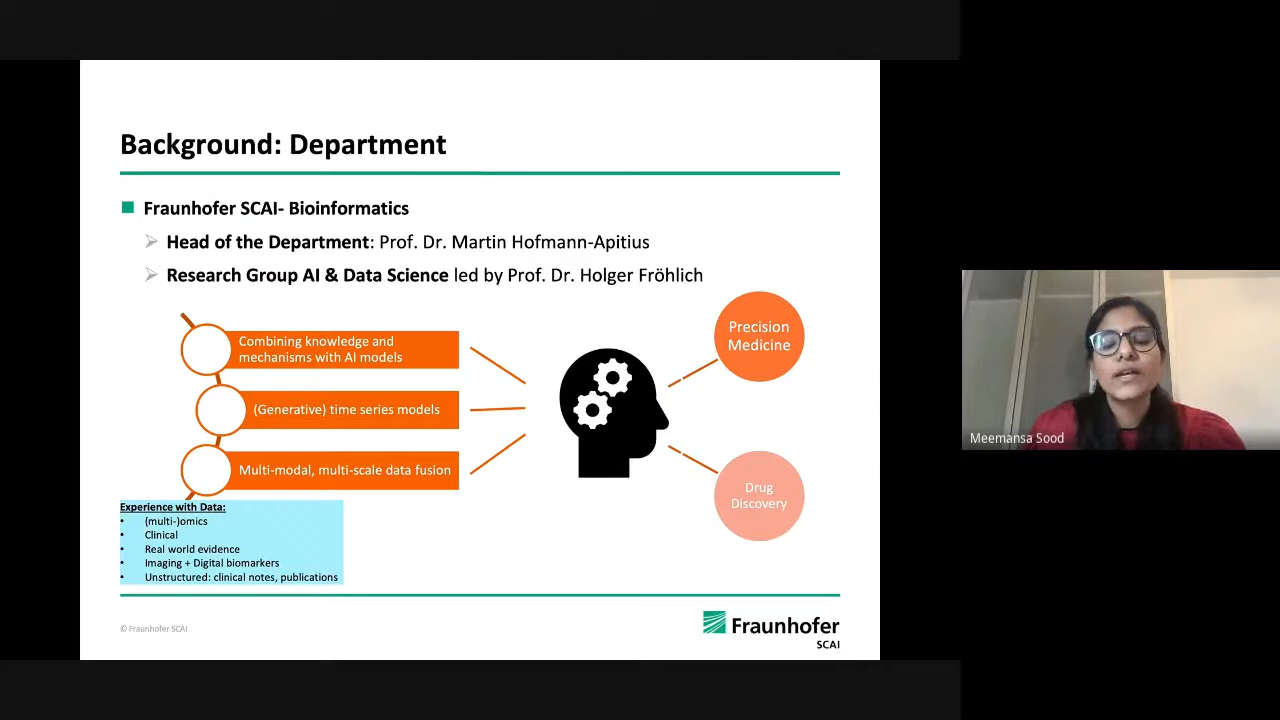 Background: Department
Fraunhofer SCAI- Bioinformatics
Head of the Department: Prof. Dr. Martin Hofmann-Apitius
Research Group AI & Data Science led by Prof. Dr. Holger Fröhlich
Combining knowledge and
mechanisms with AI models
(Generative) time series models
Multi-modal, multi-scale data fusion
Precision
Medicine
Drug
Discovery
Experience with Data:
• (multi-)omics
• Clinical
• Real world evidence
• Imaging + Digital biomarkers
• Unstructured: clinical notes, publications
© Fraunhofer SCAI
Fraunhofer
SCAI
Meemansa Sood